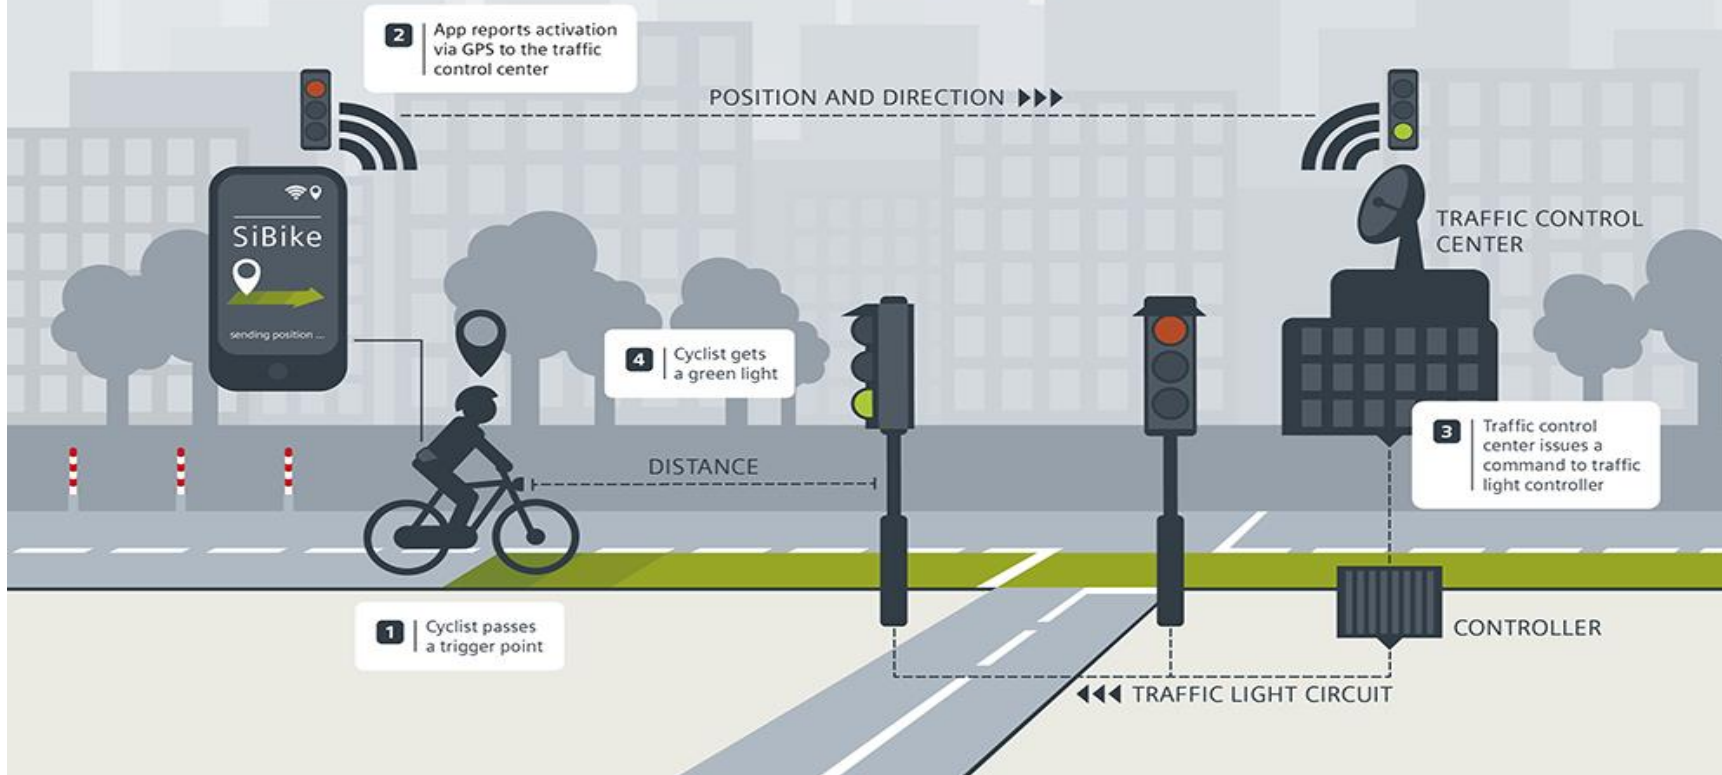 2
App reports activation
via GPS to the traffic
control center
POSITION AND DIRECTION
SiBike
sending position ...
TRAFFIC CONTROL
CENTER
4
Cyclist gets
a green light
DISTANCE
3
Traffic control
center issues a
command to traffic
light controller
1
Cyclist passes
a trigger point
CONTROLLER
TRAFFIC LIGHT CIRCUIT